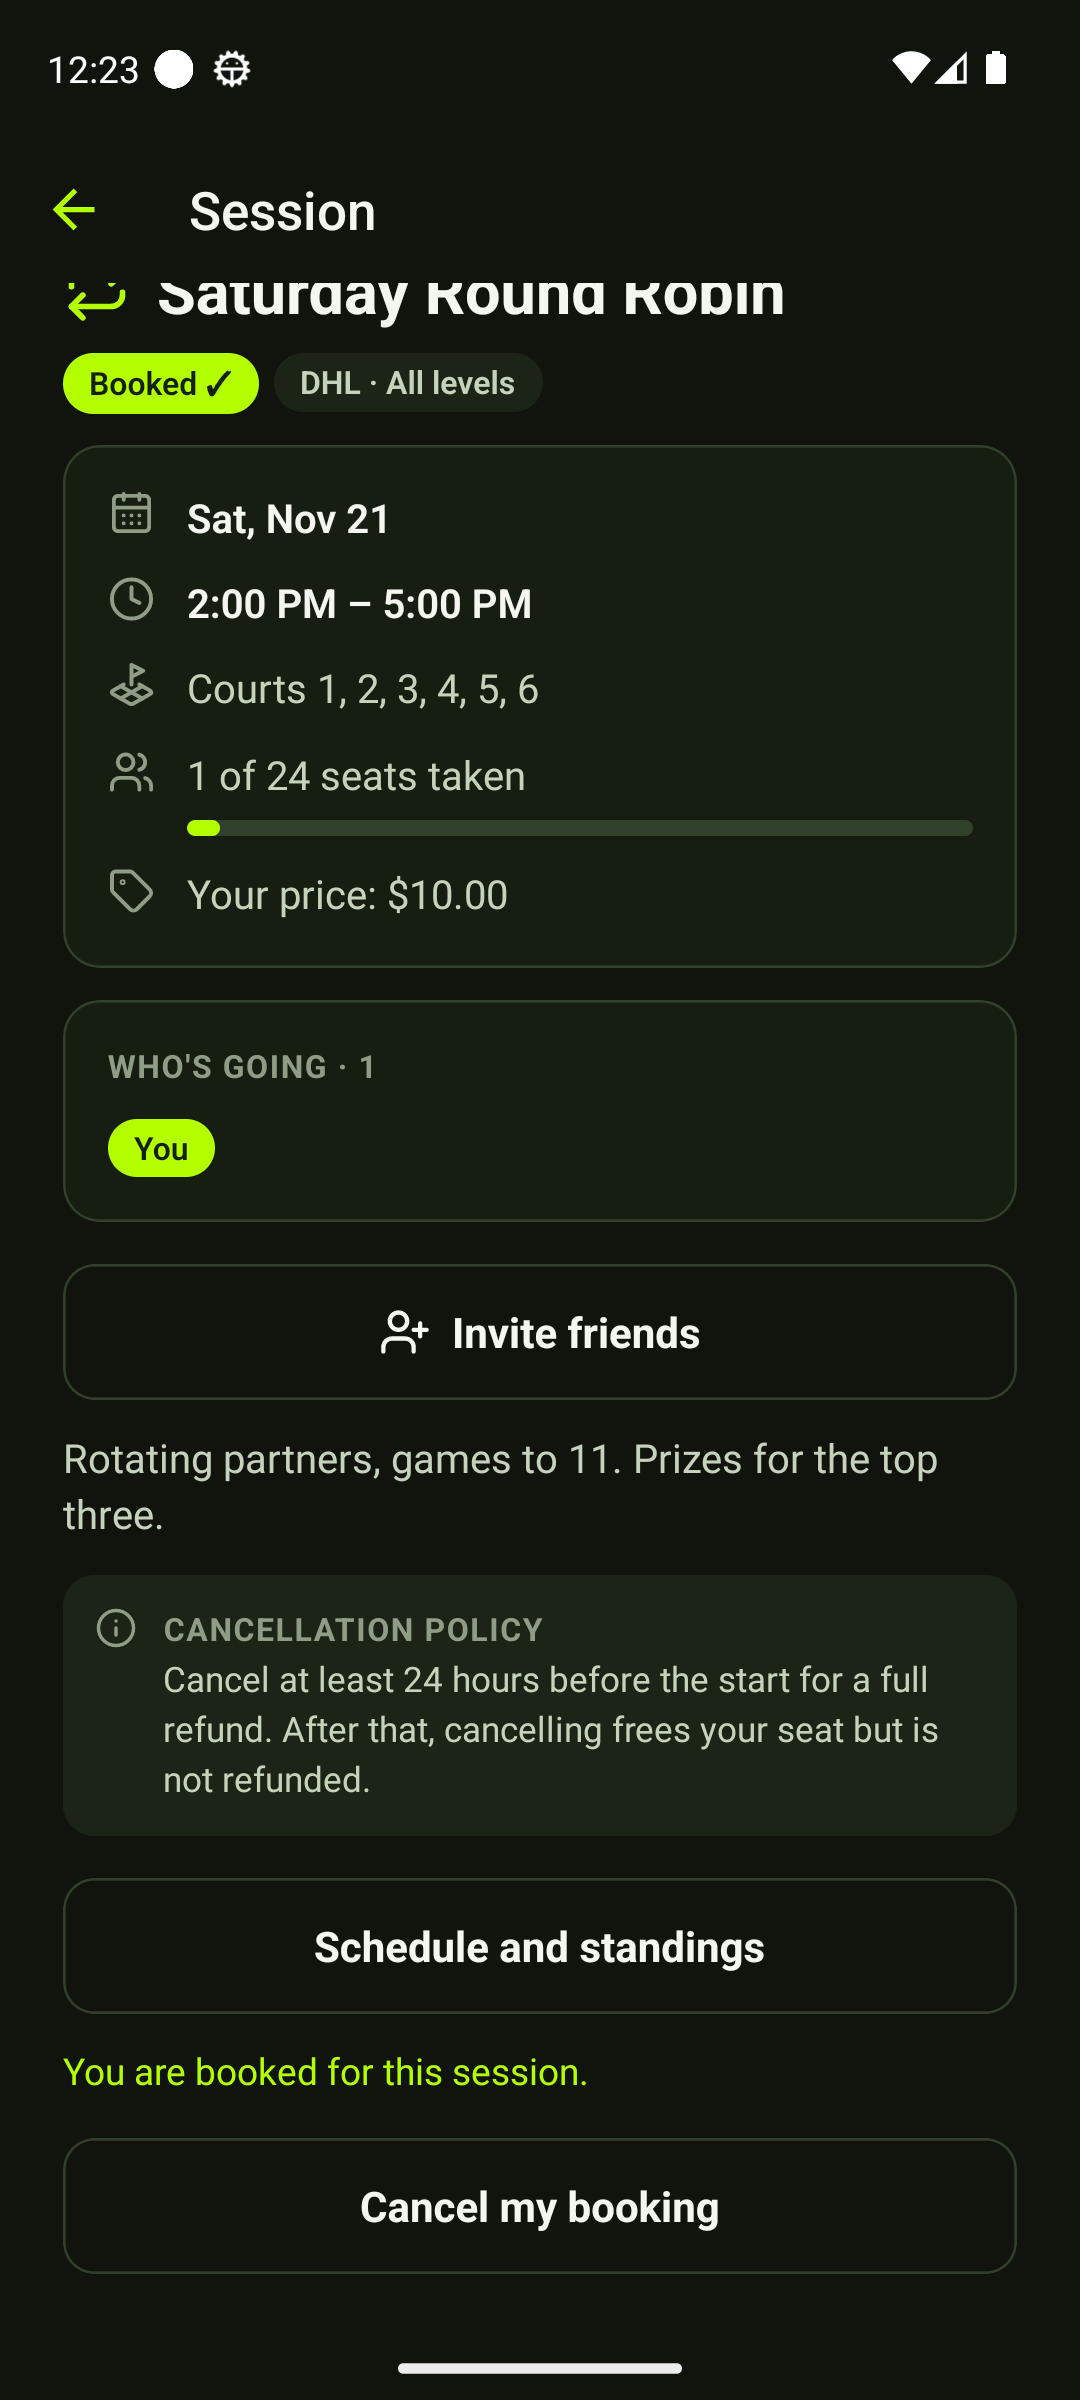 12:23
Session
Saturday Round Robin
Booked ✓
DHL · All levels
Sat, Nov 21
2:00 PM – 5:00 PM
Courts 1, 2, 3, 4, 5, 6
1 of 24 seats taken
Your price: $10.00
WHO'S GOING · 1
You
Invite friends
Rotating partners, games to 11. Prizes for the top
three.
CANCELLATION POLICY
Cancel at least 24 hours before the start for a full
refund. After that, cancelling frees your seat but is
not refunded.
Schedule and standings
You are booked for this session.
Cancel my booking